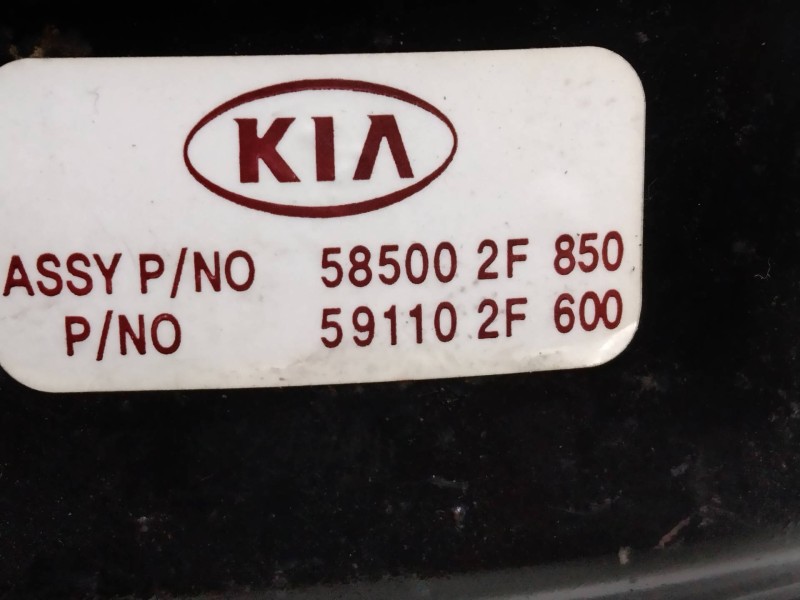 KIA
ASSY P/NO 58500 2F 850
P/NO 59110 2F 600